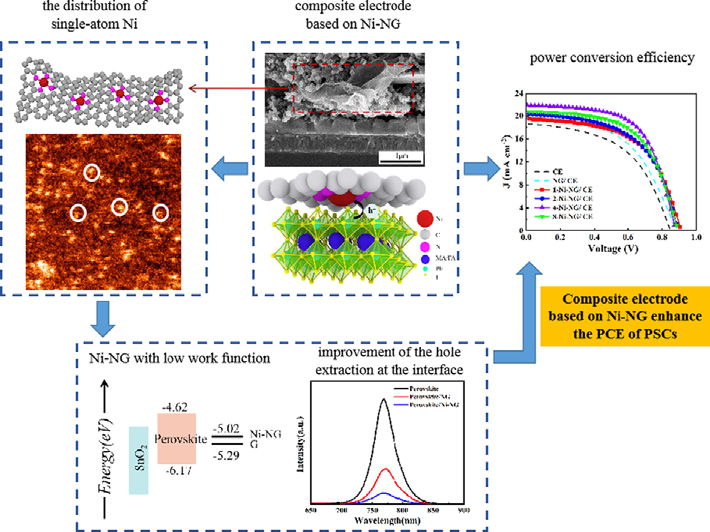 the distribution of
single-atom Ni
composite electrode
based on Ni-NG
1μm
h⁺
Ni
C
N
MA/FA
Pb
I
power conversion efficiency
J (mA cm⁻²)
24
20
16
12
8
4
0
CE
NG/ CE
1-Ni-NG/ CE
2-Ni-NG/ CE
4-Ni-NG/ CE
8-Ni-NG/ CE
0.0 0.2 0.4 0.6 0.8 1.0
Voltage (V)
Composite electrode
based on Ni-NG enhance
the PCE of PSCs
Ni-NG with low work function
Energy(eV)
SnO₂
-4.62
Perovskite
-6.17
-5.02
Ni-NG
G
-5.29
improvement of the hole
extraction at the interface
Intensity(a.u.)
Perovskite
Perovskite/NG
Perovskite/Ni-NG
650 700 750 800 850 900
Wavelength(nm)